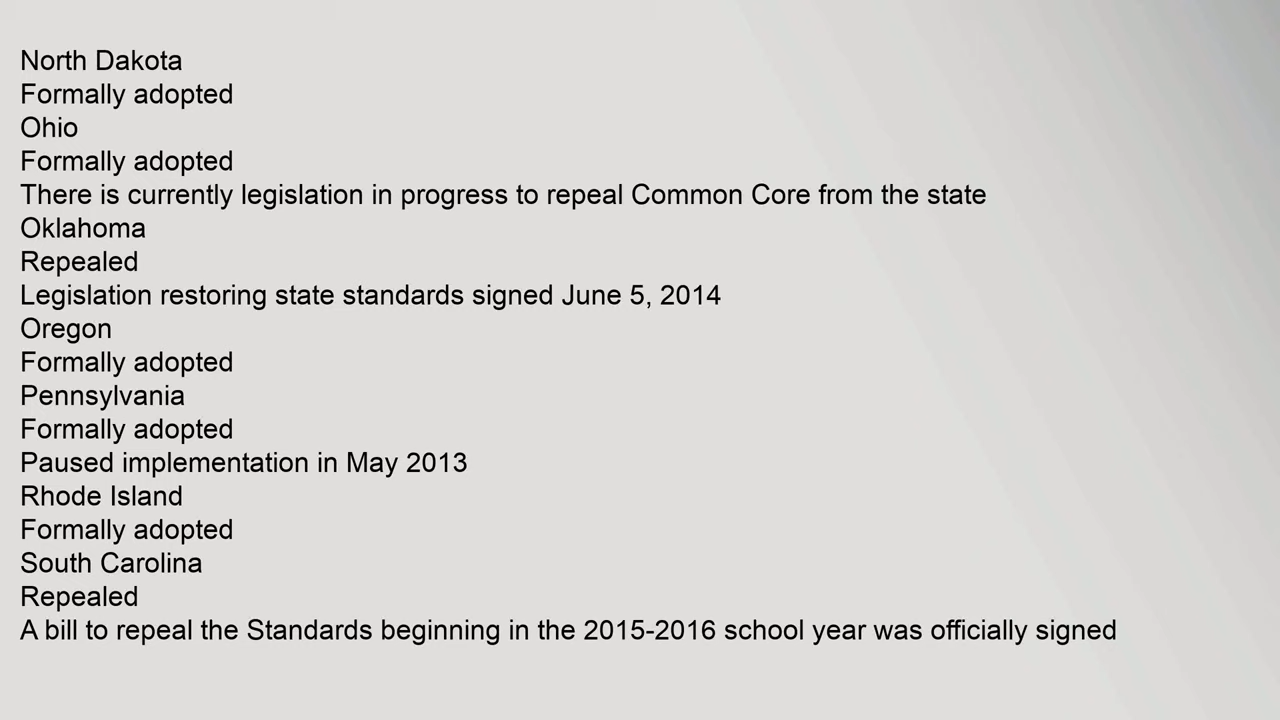 North Dakota
Formally adopted
Ohio
Formally adopted
There is currently legislation in progress to repeal Common Core from the state
Oklahoma
Repealed
Legislation restoring state standards signed June 5, 2014
Oregon
Formally adopted
Pennsylvania
Formally adopted
Paused implementation in May 2013
Rhode Island
Formally adopted
South Carolina
Repealed
A bill to repeal the Standards beginning in the 2015-2016 school year was officially signed